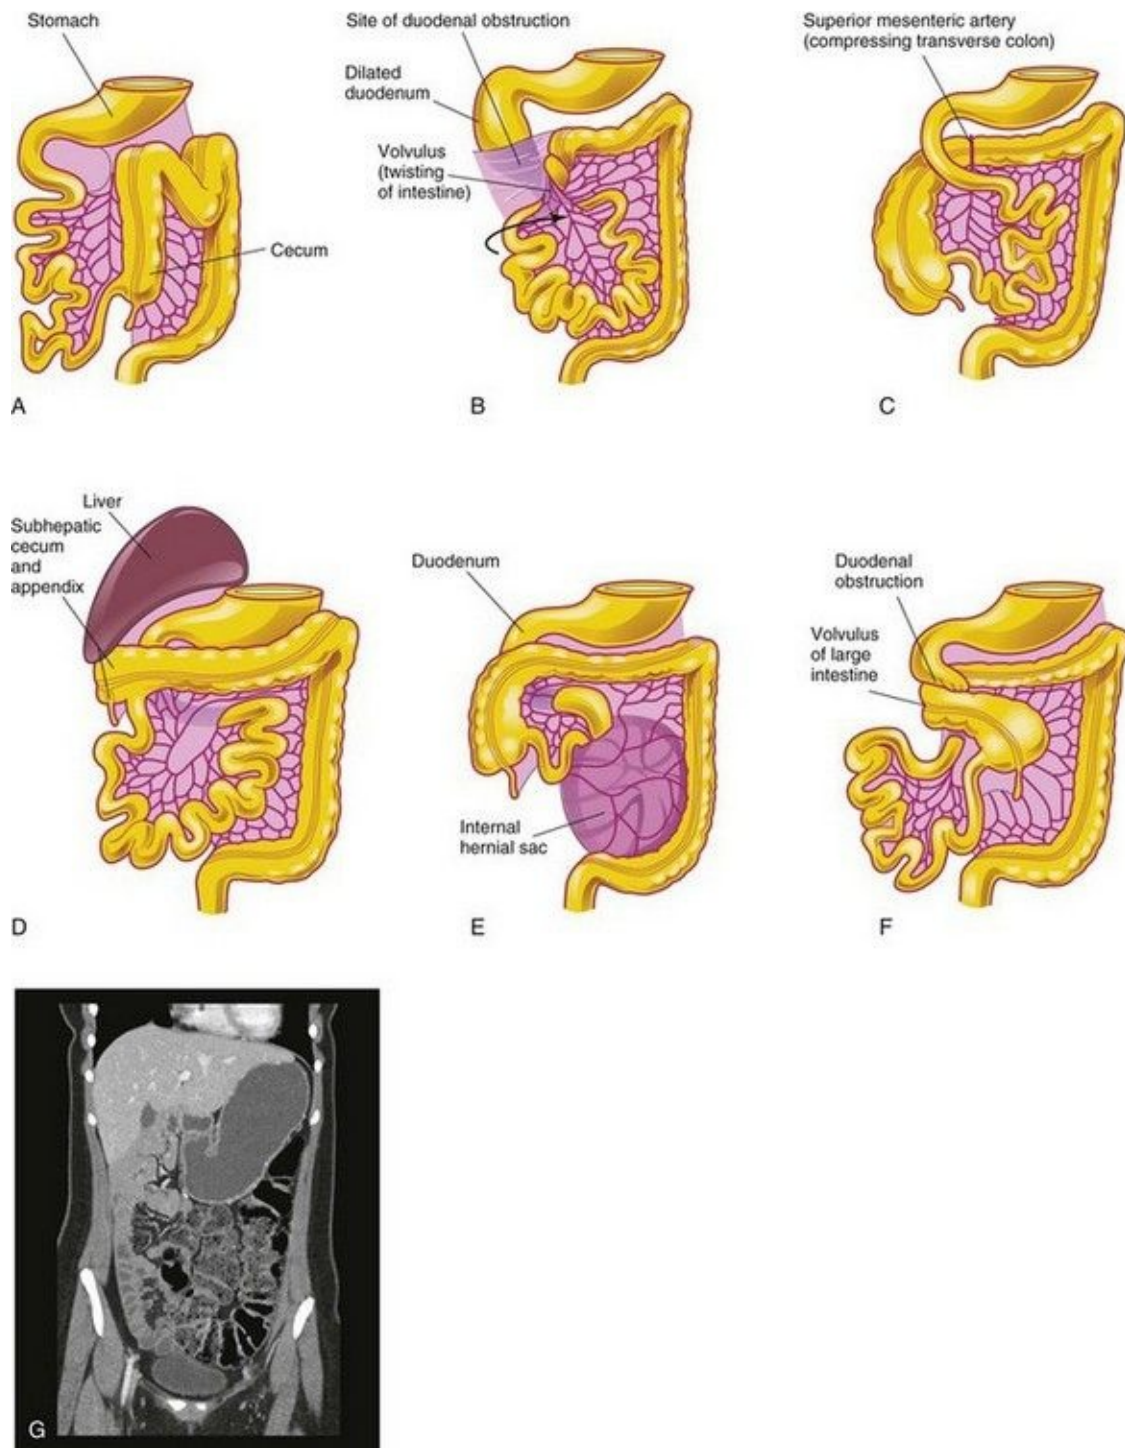 Stomach
Cecum
A
Site of duodenal obstruction
Dilated
duodenum
Volvulus
(twisting
of intestine)
B
Superior mesenteric artery
(compressing transverse colon)
C
Liver
Subhepatic
cecum
and
appendix
D
Duodenum
Internal
hernial sac
E
Duodenal
obstruction
Volvulus
of large
intestine
F
G